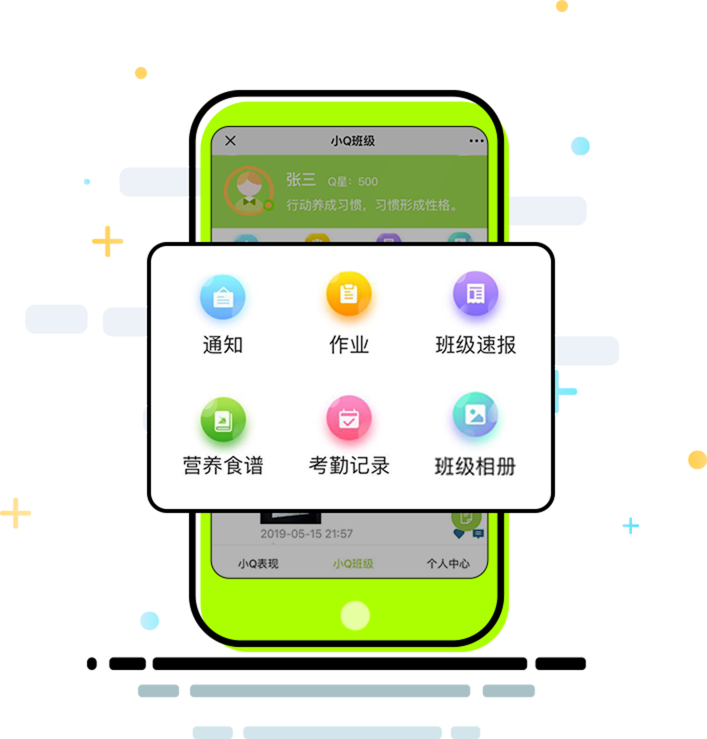 小Q班级
张三 Q星：500
行动养成习惯，习惯形成性格。
通知 作业 班级速报
营养食谱 考勤记录 班级相册
2019-05-15 21:57
小Q表现 小Q班级 个人中心